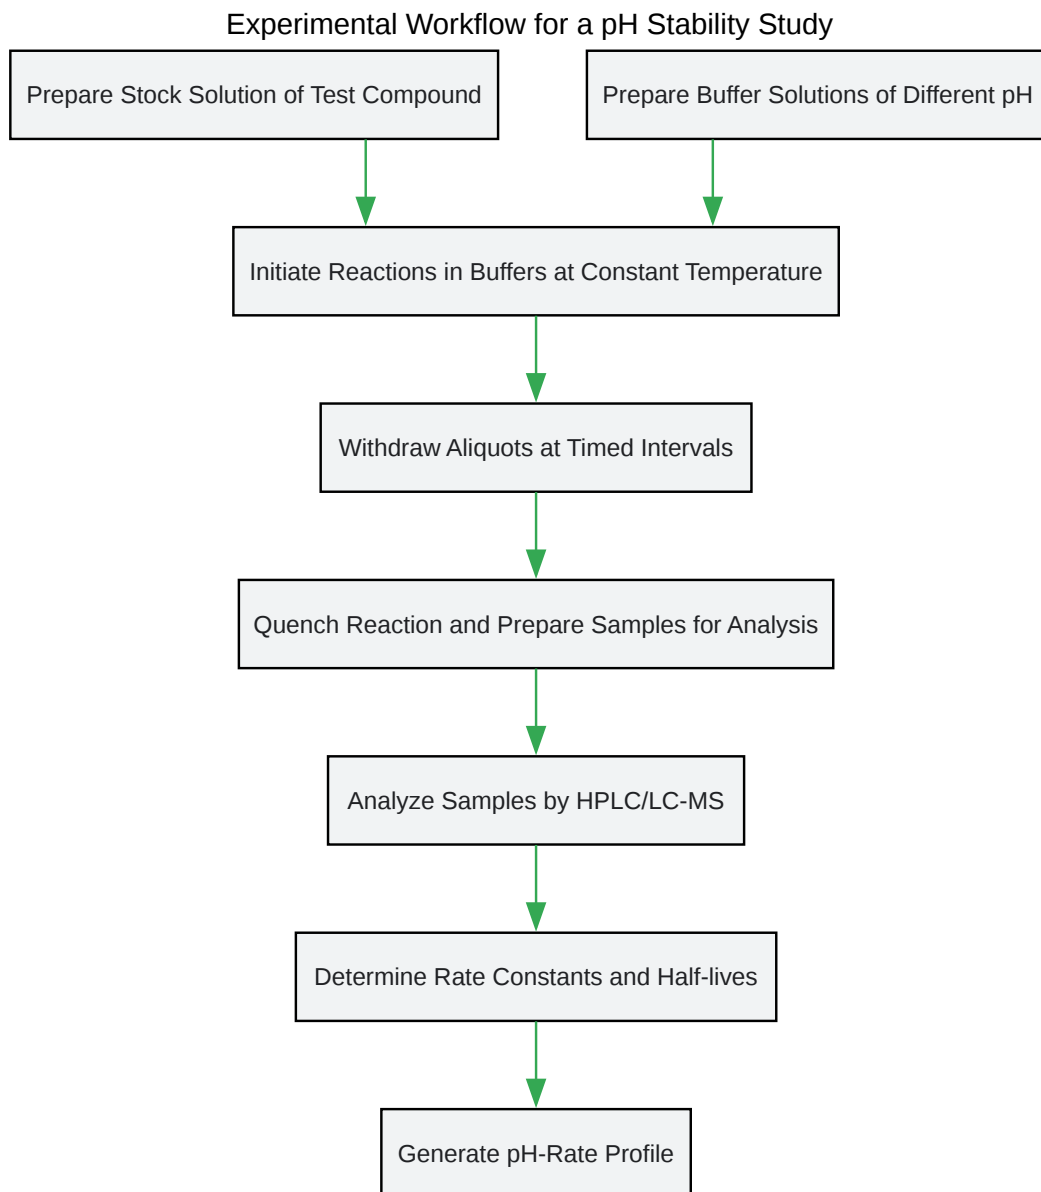 Experimental Workflow for a pH Stability Study
Prepare Stock Solution of Test Compound
Prepare Buffer Solutions of Different pH
Initiate Reactions in Buffers at Constant Temperature
Withdraw Aliquots at Timed Intervals
Quench Reaction and Prepare Samples for Analysis
Analyze Samples by HPLC/LC-MS
Determine Rate Constants and Half-lives
Generate pH-Rate Profile